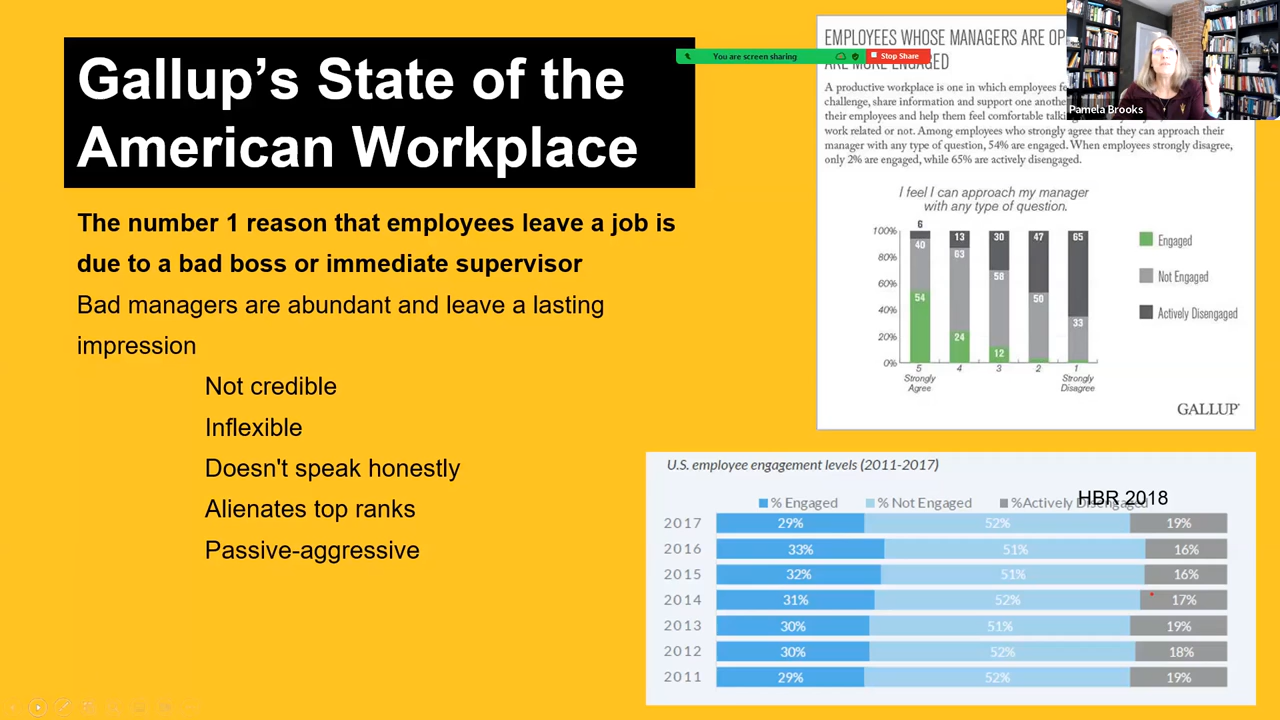 Gallup's State of the
American Workplace
The number 1 reason that employees leave a job is
due to a bad boss or immediate supervisor
Bad managers are abundant and leave a lasting
impression
Not credible
Inflexible
Doesn't speak honestly
Alienates top ranks
Passive-aggressive
You are screen sharing
Stop Share
Pamela Brooks
EMPLOYEES WHOSE MANAGERS ARE OP
ARE MORE ENGAGED
A productive workplace is one in which employees fe
challenge, share information and support one anoth
their employees and help them feel comfortable talki
work related or not. Among employees who strongly agree that they can approach their
manager with any type of question, 54% are engaged. When employees strongly disagree,
only 2% are engaged, while 65% are actively disengaged.
I feel I can approach my manager
with any type of question.
100% 6 13 30 47 65
80% 40 63 58 50 33
60% 54 24 12
40%
20%
0%
5 4 3 2 1
Strongly Agree Strongly Disagree
Engaged
Not Engaged
Actively Disengaged
GALLUP
U.S. employee engagement levels (2011-2017)
HBR 2018
% Engaged % Not Engaged %Actively Disengaged
2017 29% 52% 19%
2016 33% 51% 16%
2015 32% 51% 16%
2014 31% 52% 17%
2013 30% 51% 19%
2012 30% 52% 18%
2011 29% 52% 19%